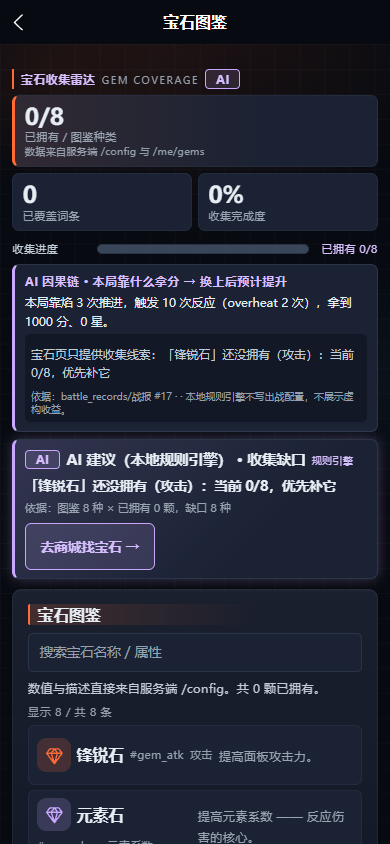 宝石图鉴
宝石收集雷达 GEM COVERAGE AI
0/8
已拥有 / 图鉴种类
数据来自服务端 /config 与 /me/gems
0
已覆盖词条
0%
收集完成度
收集进度 已拥有 0/8
AI 因果链 · 本局靠什么拿分 → 换上后预计提升
本局靠焰 3 次推进，触发 10 次反应（overheat 2 次），拿到
1000 分、0 星。
宝石页只提供收集线索：「锋锐石」还没拥有（攻击）：当前
0/8，优先补它
依据：battle_records/战报 #17 · · 本地规则引擎不写出战配置，不展示虚
构收益。
AI AI 建议（本地规则引擎） · 收集缺口 规则引擎
「锋锐石」还没拥有（攻击）：当前 0/8，优先补它
依据：图鉴 8 种 × 已拥有 0 颗，缺口 8 种
去商城找宝石 →
宝石图鉴
搜索宝石名称 / 属性
数值与描述直接来自服务端 /config。共 0 颗已拥有。
显示 8 / 共 8 条
锋锐石 #gem_atk 攻击 提高面板攻击力。
元素石 提高元素系数 —— 反应伤
害的核心。